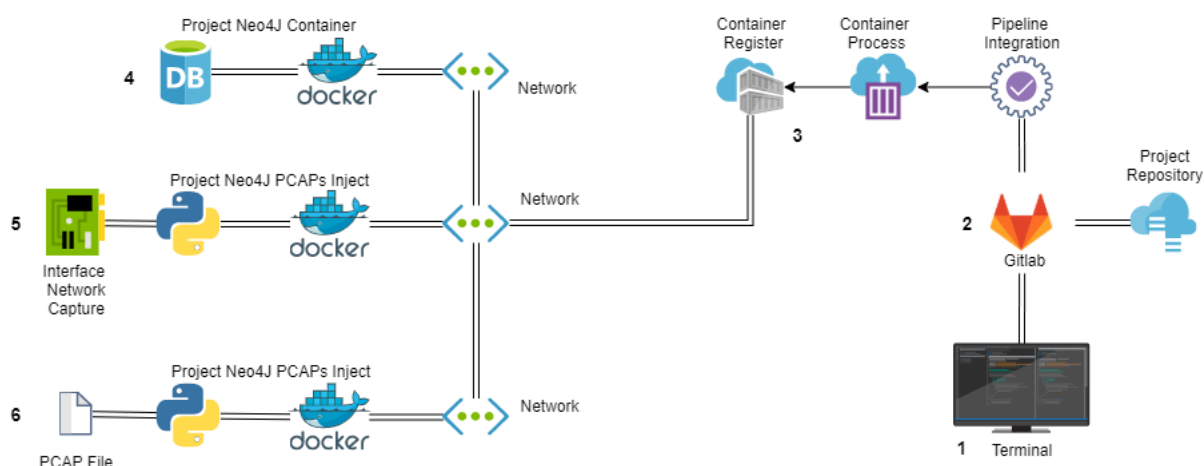 Project Neo4J Container
4
DB
docker
Network
Container
Register
Container
Process
Pipeline
Integration
3
Project
Repository
Project Neo4J PCAPs Inject
5
docker
Network
Interface
Network
Capture
2
Gitlab
Project Neo4J PCAPs Inject
6
docker
Network
PCAP File
1
Terminal